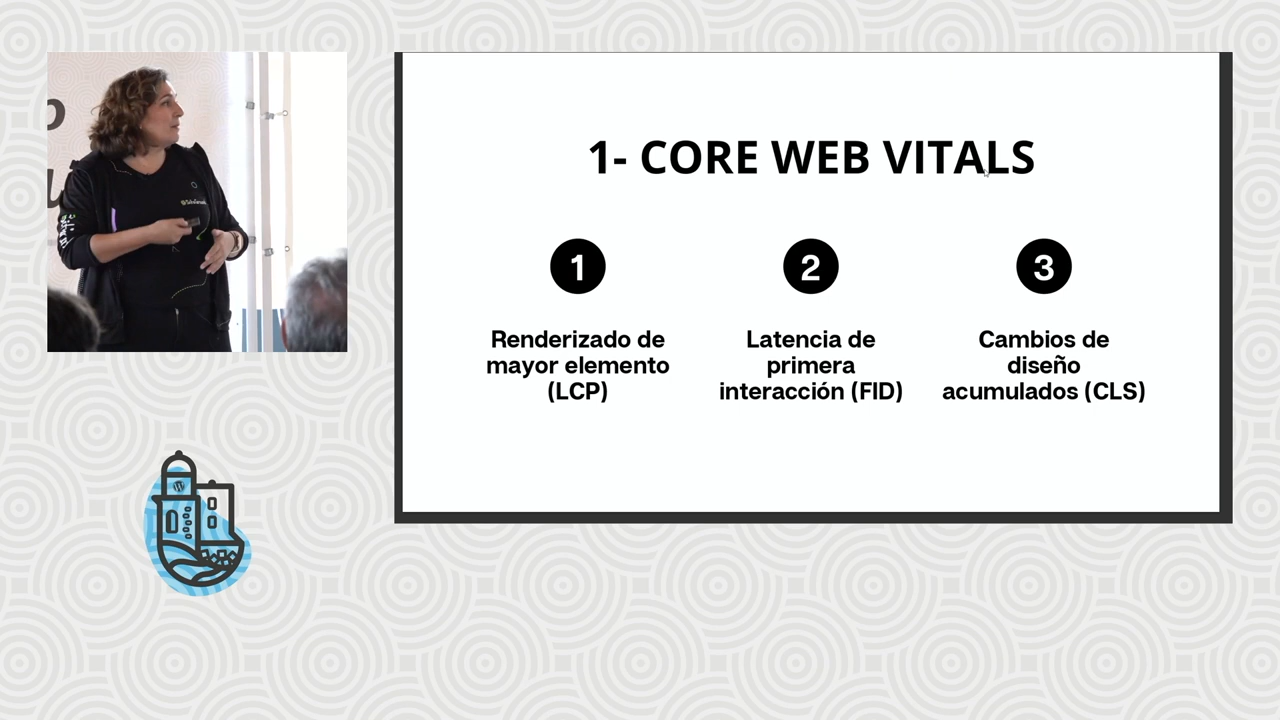 1- CORE WEB VITALS
1
Renderizado de
mayor elemento
(LCP)
2
Latencia de
primera
interacción (FID)
3
Cambios de
diseño
acumulados (CLS)